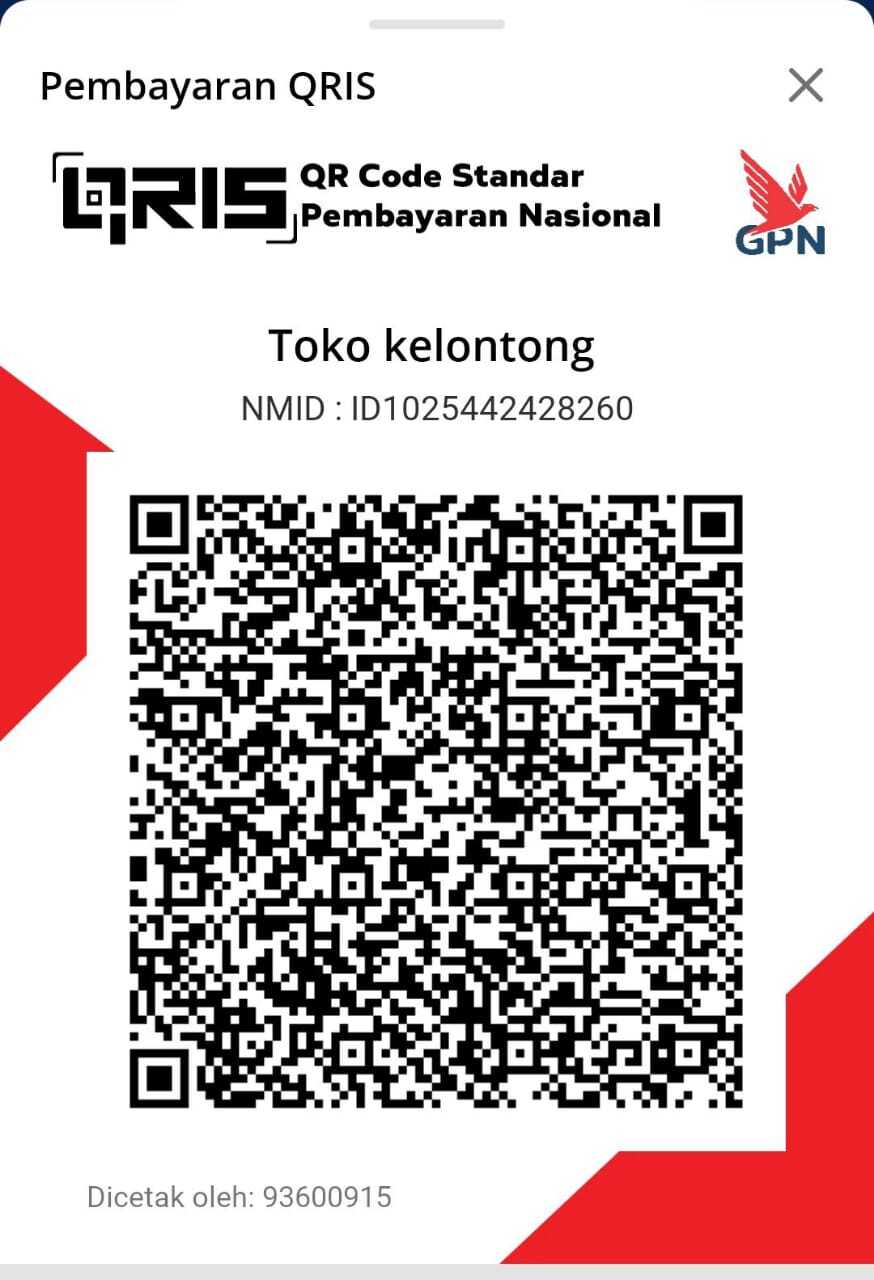 Pembayaran QRIS
QRIS QR Code Standar
Pembayaran Nasional
GPN
Toko kelontong
NMID : ID1025442428260
Dicetak oleh: 93600915